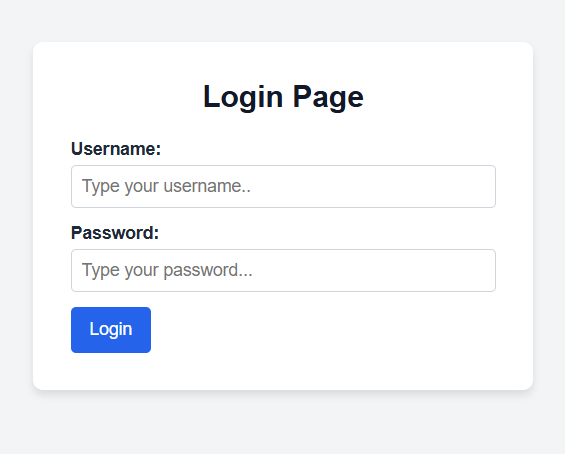 Login Page
Username:
Type your username..
Password:
Type your password...
Login